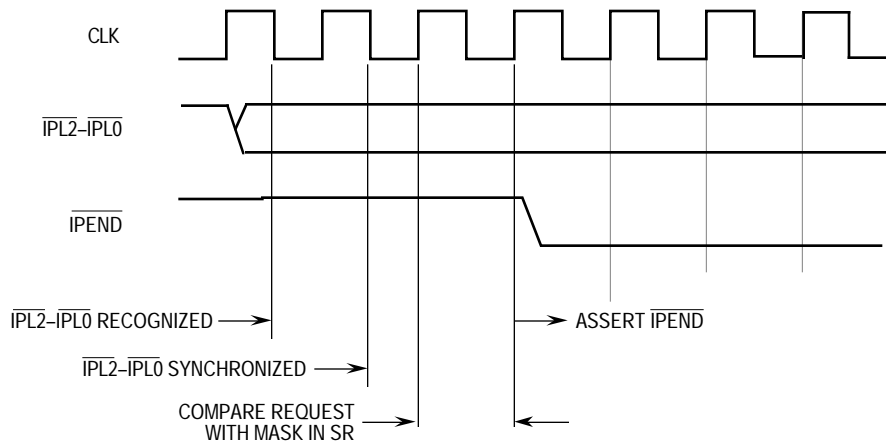 CLK
IPL2–IPL0
IPEND
IPL2–IPL0 RECOGNIZED
ASSERT IPEND
IPL2–IPL0 SYNCHRONIZED
COMPARE REQUEST
WITH MASK IN SR